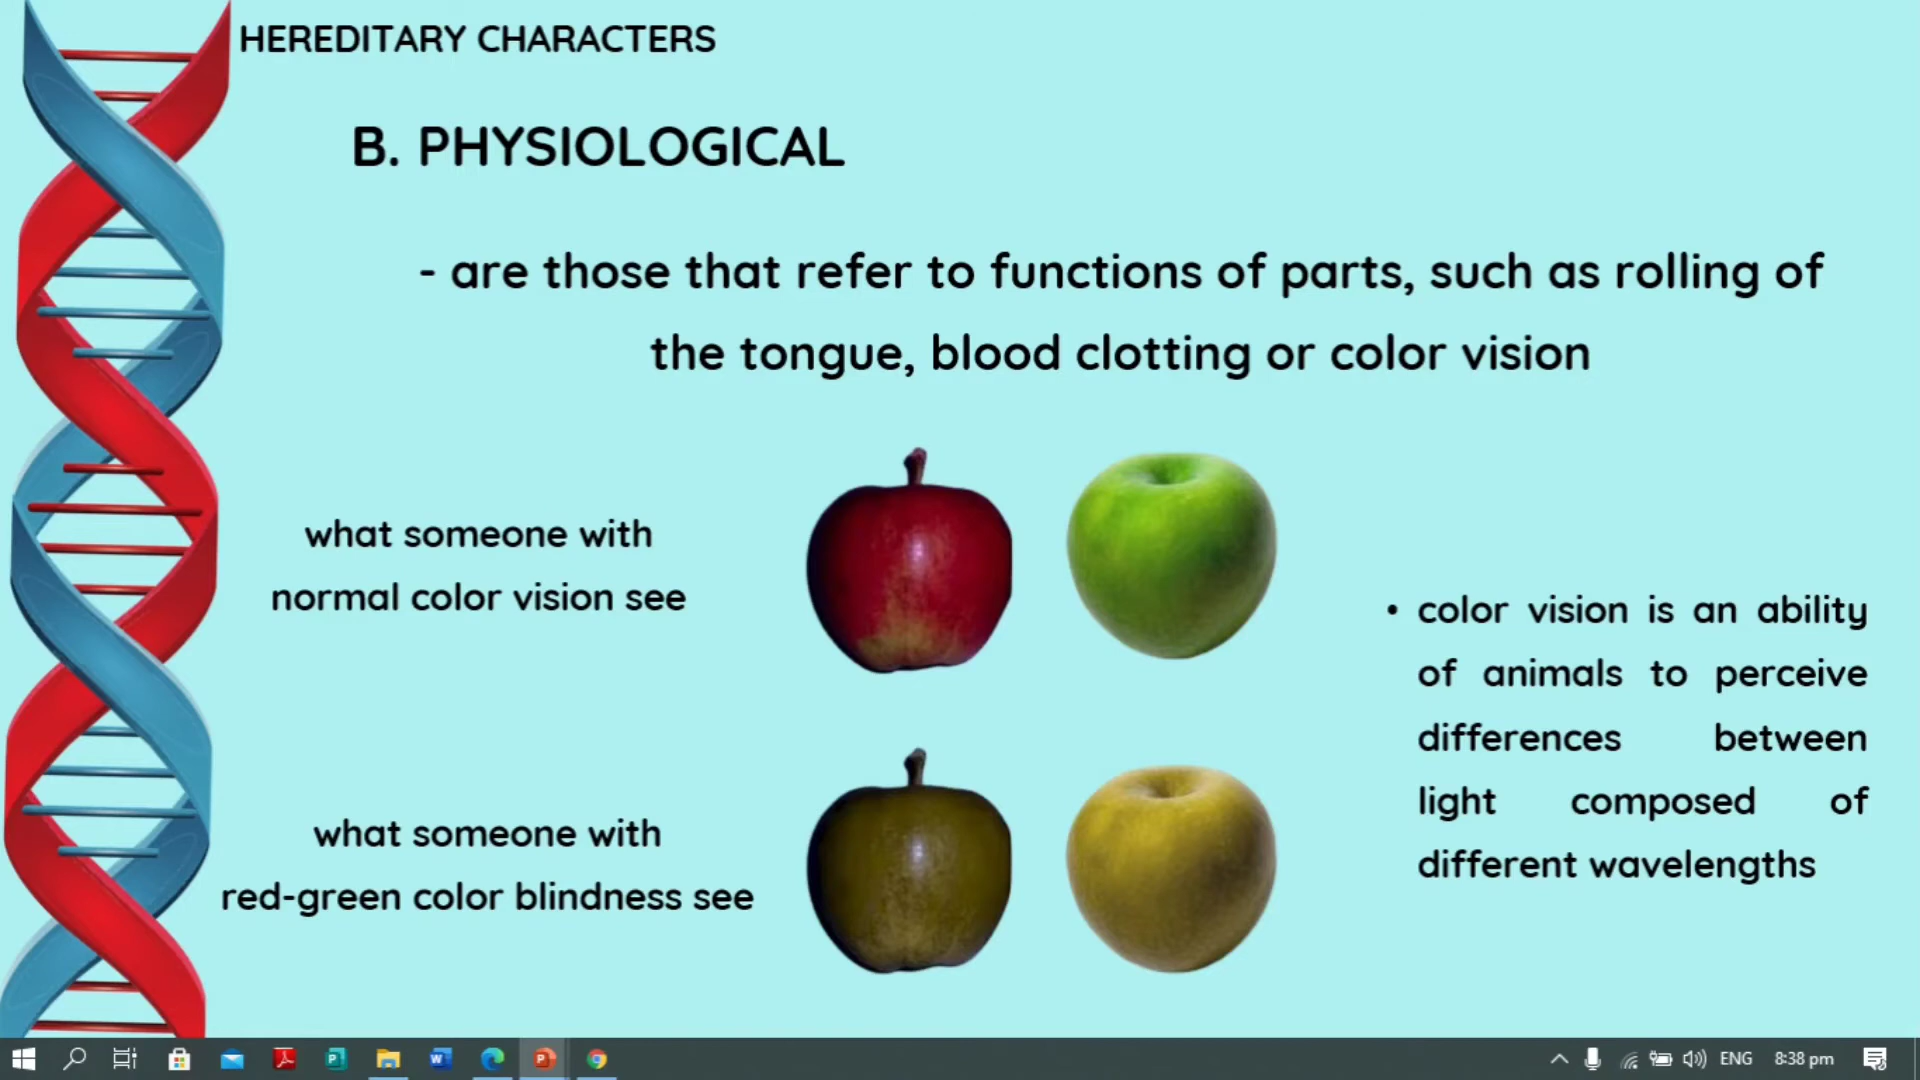 HEREDITARY CHARACTERS
B. PHYSIOLOGICAL
- are those that refer to functions of parts, such as rolling of
the tongue, blood clotting or color vision
what someone with
normal color vision see
what someone with
red-green color blindness see
• color vision is an ability
of animals to perceive
differences between
light composed of
different wavelengths
ENG 8:38 pm